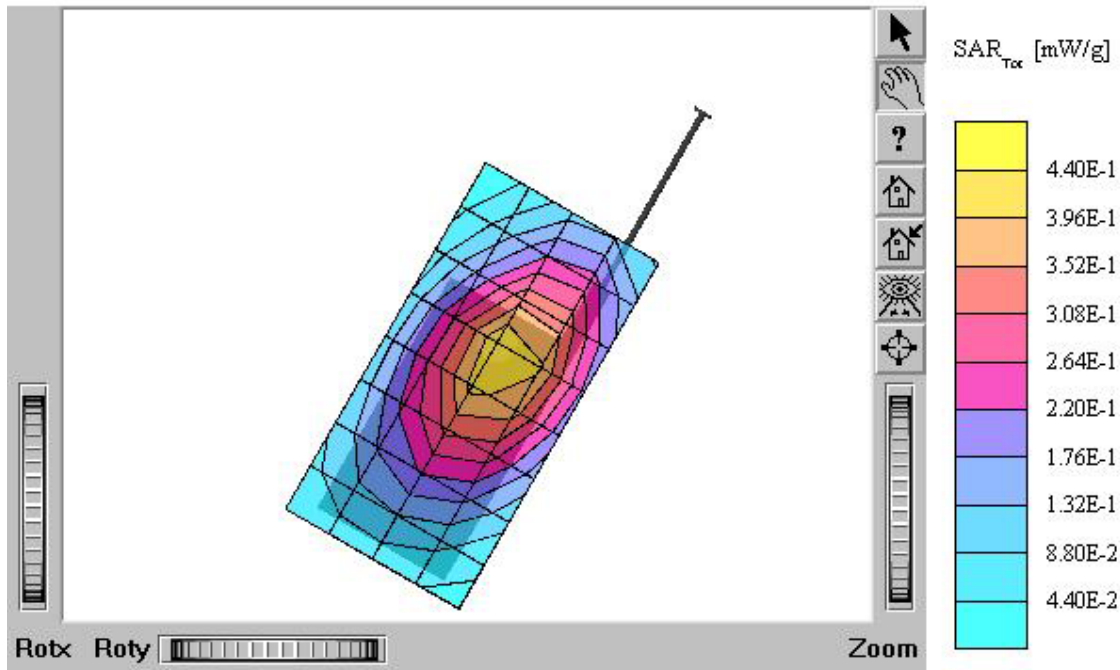 SAR_Tot [mW/g]
?
4.40E-1
3.96E-1
3.52E-1
3.08E-1
2.64E-1
2.20E-1
1.76E-1
1.32E-1
8.80E-2
4.40E-2
Rotx Roty Zoom